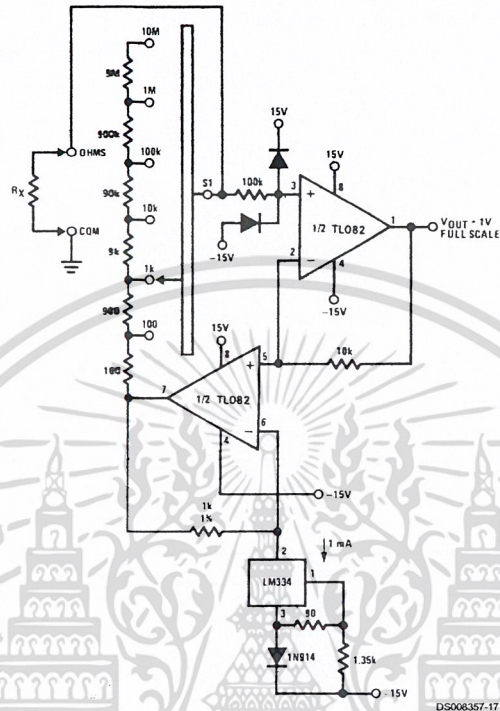 10M
9M
1M
900k
100k
90k
10k
9k
1k
900
100
100
OHMS
RX
COM
S1
100k
15V
-15V
3
2
15V
8
1/2 TL082
1
4
-15V
VOUT - 1V
FULL SCALE
10k
15V
8
5
6
7
1/2 TL082
4
-15V
1k
1%
2
1 mA
LM334
1
3
90
1N914
1.35k
-15V
DS008357-17